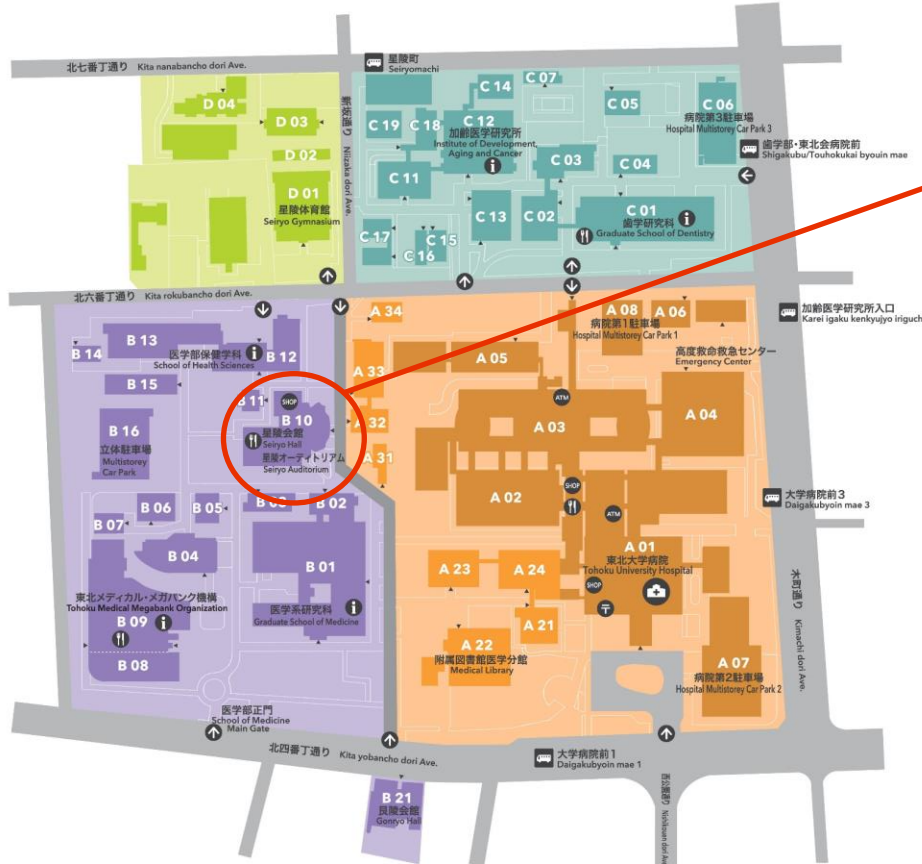 北七番丁通り Kita nanabancho dori Ave.
星陵町
Seiryomachi
新坂通り Niizaka dori Ave.
D 04
D 03
D 02
D 01
星陵体育館
Seiryo Gymnasium
C 14
C 07
C 05
C 06
病院第3駐車場
Hospital Multistorey Car Park 3
C 19
C 18
C 12
加齢医学研究所
Institute of Development,
Aging and Cancer
C 03
C 04
歯学部・東北会病院前
Shigakubu/Touhokukai byouin mae
C 11
C 13
C 02
C 01
歯学研究科
Graduate School of Dentistry
C 17
C 16
C 15
北六番丁通り Kita rokubancho dori Ave.
加齢医学研究所入口
Karei igaku kenkyujyo iriguch
B 14
B 13
医学部保健学科
School of Health Sciences
B 12
B 15
B 11
SHOP
B 10
星陵会館
Seiryo Hall
星陵オーディトリアム
Seiryo Auditorium
B 16
立体駐車場
Multistorey
Car Park
A 34
A 33
A 32
A 31
A 05
A 08
病院第1駐車場
Hospital Multistorey Car Park 1
A 06
高度救命救急センター
Emergency Center
ATM
A 03
A 04
A 02
SHOP
ATM
大学病院前3
Daigakubyoin mae 3
B 07
B 06
B 05
B 03
B 02
B 04
B 01
医学系研究科
Graduate School of Medicine
東北メディカル・メガバンク機構
Tohoku Medical Megabank Organization
B 09
B 08
A 23
A 24
A 21
A 22
附属図書館医学分館
Medical Library
A 01
東北大学病院
Tohoku University Hospital
SHOP
〒
木町通り Kimachi dori Ave.
A 07
病院第2駐車場
Hospital Multistorey Car Park 2
医学部正門
School of Medicine
Main Gate
北四番丁通り Kita yobancho dori Ave.
大学病院前1
Daigakubyoin mae 1
西公園通り Nishikouen dori Ave
B 21
艮陵会館
Gonryo Hall